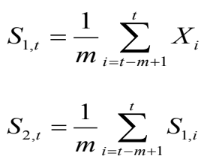 S_{1,t} = \frac{1}{m} \sum_{i=t-m+1}^{t} X_i
S_{2,t} = \frac{1}{m} \sum_{i=t-m+1}^{t} S_{1,i}